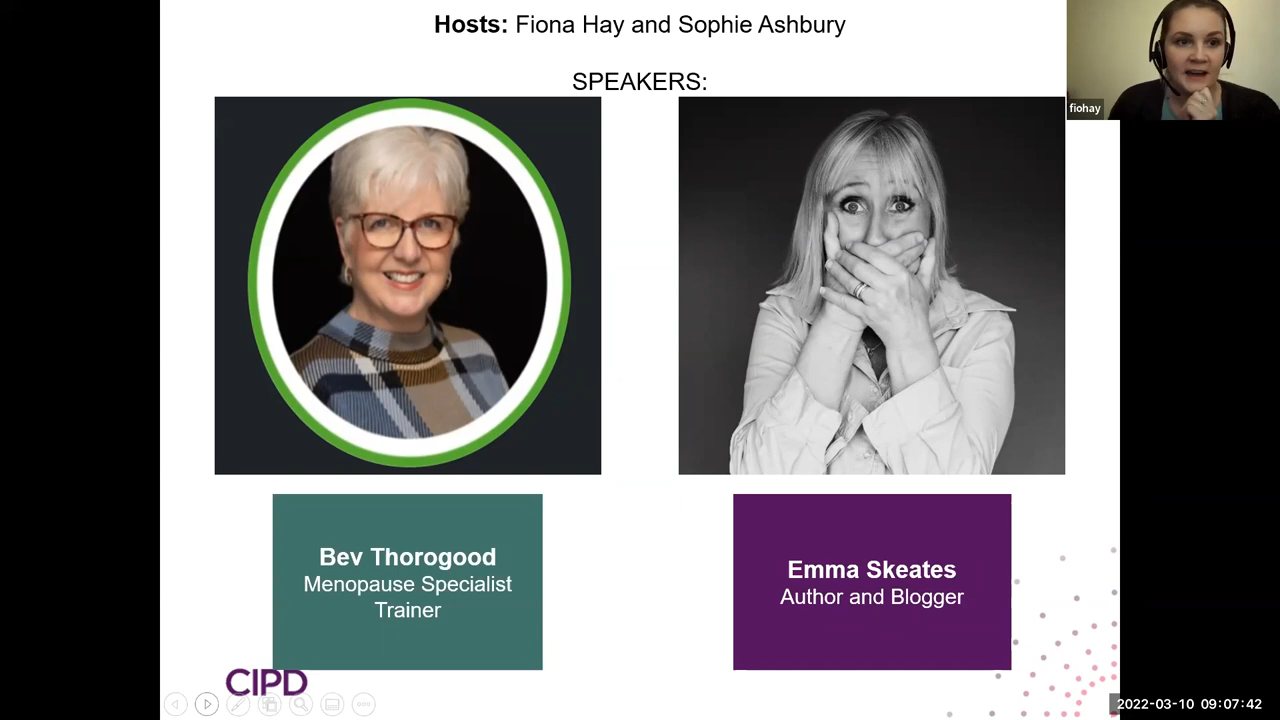 Hosts: Fiona Hay and Sophie Ashbury
SPEAKERS:
fiohay
Bev Thorogood
Menopause Specialist
Trainer
Emma Skeates
Author and Blogger
CIPD
2022-03-10 09:07:42